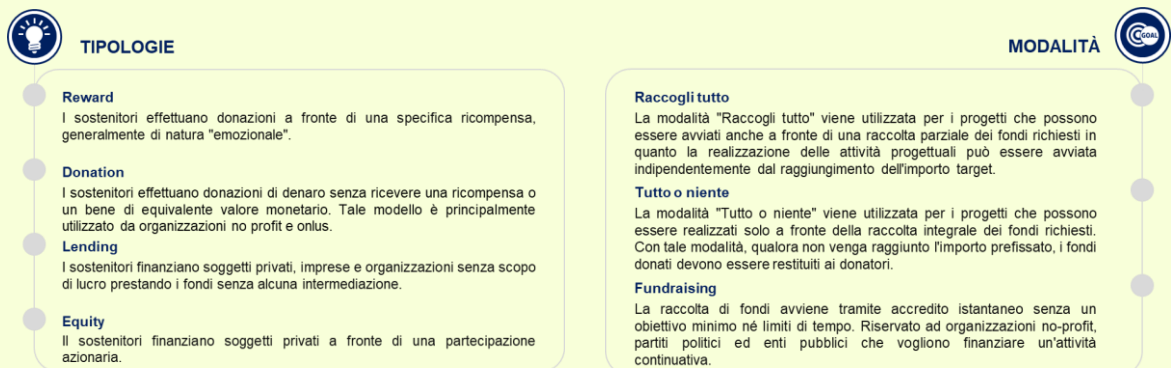 TIPOLOGIE
Reward
I sostenitori effettuano donazioni a fronte di una specifica ricompensa,
generalmente di natura "emozionale".
Donation
I sostenitori effettuano donazioni di denaro senza ricevere una ricompensa o
un bene di equivalente valore monetario. Tale modello è principalmente
utilizzato da organizzazioni no profit e onlus.
Lending
I sostenitori finanziano soggetti privati, imprese e organizzazioni senza scopo
di lucro prestando i fondi senza alcuna intermediazione.
Equity
Il sostenitori finanziano soggetti privati a fronte di una partecipazione
azionaria.
MODALITÀ
GOAL
Raccogli tutto
La modalità "Raccogli tutto" viene utilizzata per i progetti che possono
essere avviati anche a fronte di una raccolta parziale dei fondi richiesti in
quanto la realizzazione delle attività progettuali può essere avviata
indipendentemente dal raggiungimento dell'importo target.
Tutto o niente
La modalità "Tutto o niente" viene utilizzata per i progetti che possono
essere realizzati solo a fronte della raccolta integrale dei fondi richiesti.
Con tale modalità, qualora non venga raggiunto l'importo prefissato, i fondi
donati devono essere restituiti ai donatori.
Fundraising
La raccolta di fondi avviene tramite accredito istantaneo senza un
obiettivo minimo né limiti di tempo. Riservato ad organizzazioni no-profit,
partiti politici ed enti pubblici che vogliono finanziare un'attività
continuativa.